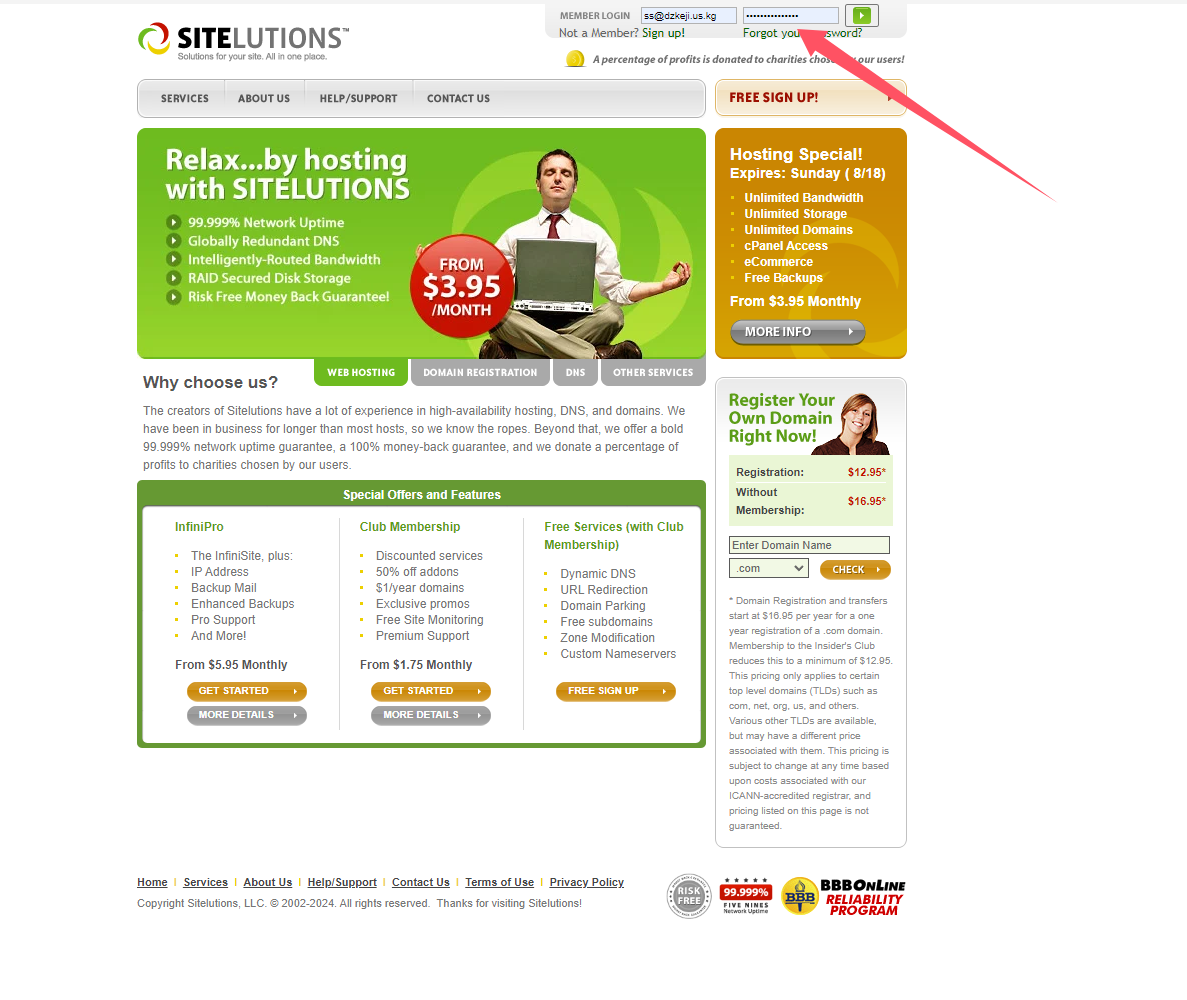 MEMBER LOGIN ss@dzkeji.us.kg •••••••••••••••
Not a Member? Sign up! Forgot your password?
SITELUTIONS™
Solutions for your site. All in one place.
A percentage of profits is donated to charities chosen by our users!
SERVICES ABOUT US HELP/SUPPORT CONTACT US
FREE SIGN UP!
Relax...by hosting
with SITELUTIONS
99.999% Network Uptime
Globally Redundant DNS
Intelligently-Routed Bandwidth
RAID Secured Disk Storage
Risk Free Money Back Guarantee!
FROM
$3.95
/MONTH
Hosting Special!
Expires: Sunday ( 8/18)
Unlimited Bandwidth
Unlimited Storage
Unlimited Domains
cPanel Access
eCommerce
Free Backups
From $3.95 Monthly
MORE INFO
WEB HOSTING DOMAIN REGISTRATION DNS OTHER SERVICES
Why choose us?
The creators of Sitelutions have a lot of experience in high-availability hosting, DNS, and domains. We
have been in business for longer than most hosts, so we know the ropes. Beyond that, we offer a bold
99.999% network uptime guarantee, a 100% money-back guarantee, and we donate a percentage of
profits to charities chosen by our users.
Special Offers and Features
InfiniPro
The InfiniSite, plus:
IP Address
Backup Mail
Enhanced Backups
Pro Support
And More!
From $5.95 Monthly
GET STARTED
MORE DETAILS
Club Membership
Discounted services
50% off addons
$1/year domains
Exclusive promos
Free Site Monitoring
Premium Support
From $1.75 Monthly
GET STARTED
MORE DETAILS
Free Services (with Club
Membership)
Dynamic DNS
URL Redirection
Domain Parking
Free subdomains
Zone Modification
Custom Nameservers
FREE SIGN UP
Register Your
Own Domain
Right Now!
Registration: $12.95*
Without
Membership: $16.95*
Enter Domain Name
.com CHECK
* Domain Registration and transfers
start at $16.95 per year for a one
year registration of a .com domain.
Membership to the Insider's Club
reduces this to a minimum of $12.95.
This pricing only applies to certain
top level domains (TLDs) such as
com, net, org, us, and others.
Various other TLDs are available,
but may have a different price
associated with them. This pricing is
subject to change at any time based
upon costs associated with our
ICANN-accredited registrar, and
pricing listed on this page is not
guaranteed.
Home | Services | About Us | Help/Support | Contact Us | Terms of Use | Privacy Policy
Copyright Sitelutions, LLC. © 2002-2024. All rights reserved. Thanks for visiting Sitelutions!
RISK
FREE
99.999%
FIVE NINES
Network Uptime
BBB
BBBONLINE
RELIABILITY
PROGRAM